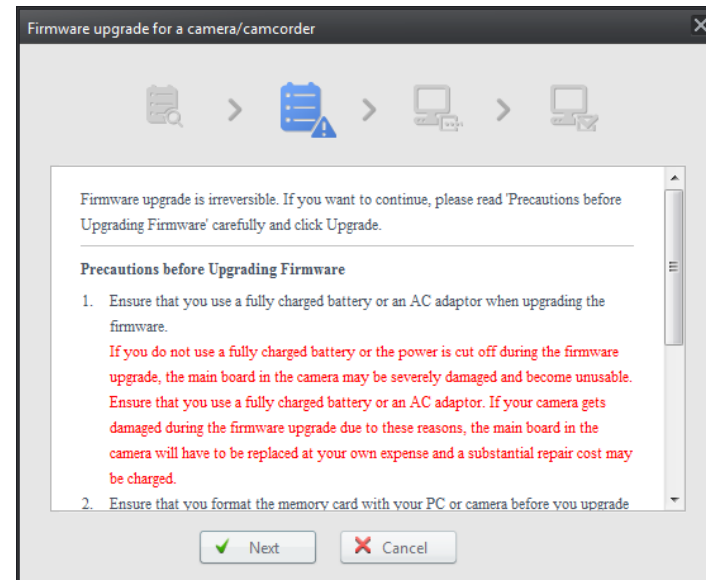 Firmware upgrade for a camera/camcorder
Firmware upgrade is irreversible. If you want to continue, please read 'Precautions before
Upgrading Firmware' carefully and click Upgrade.
Precautions before Upgrading Firmware
1. Ensure that you use a fully charged battery or an AC adaptor when upgrading the
firmware.
If you do not use a fully charged battery or the power is cut off during the firmware
upgrade, the main board in the camera may be severely damaged and become unusable.
Ensure that you use a fully charged battery or an AC adaptor. If your camera gets
damaged during the firmware upgrade due to these reasons, the main board in the
camera will have to be replaced at your own expense and a substantial repair cost may
be charged.
2. Ensure that you format the memory card with your PC or camera before you upgrade
Next
Cancel